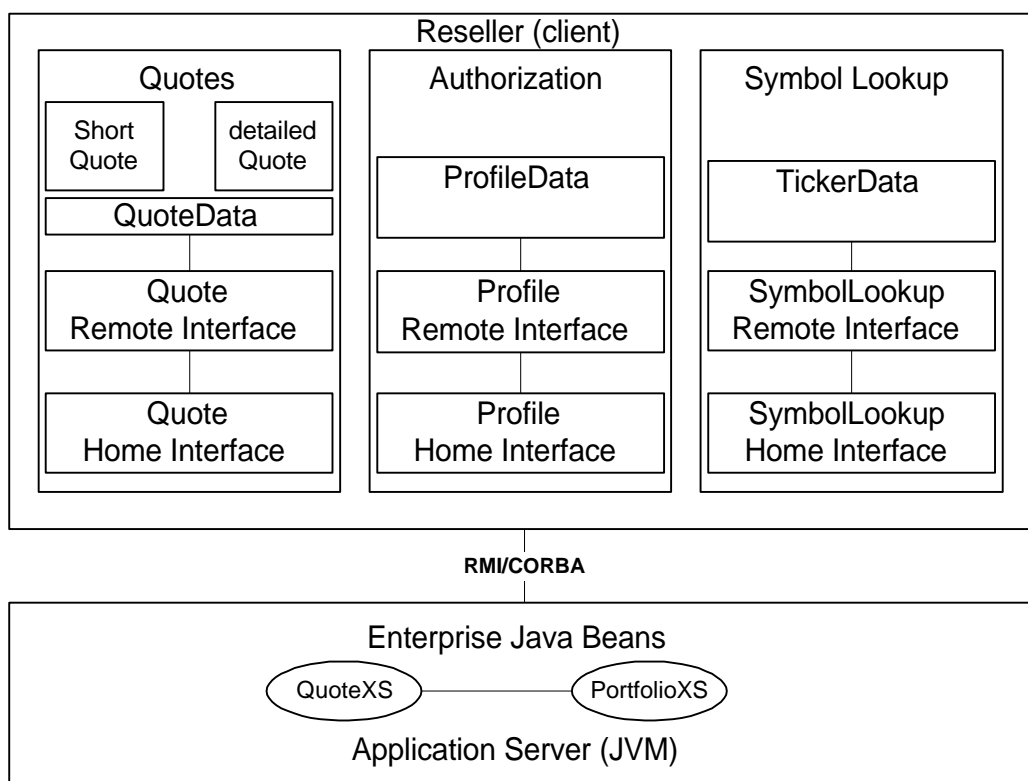 Reseller (client)
Quotes
Short
Quote
detailed
Quote
QuoteData
Quote
Remote Interface
Quote
Home Interface
Authorization
ProfileData
Profile
Remote Interface
Profile
Home Interface
Symbol Lookup
TickerData
SymbolLookup
Remote Interface
SymbolLookup
Home Interface
RMI/CORBA
Enterprise Java Beans
QuoteXS
PortfolioXS
Application Server (JVM)